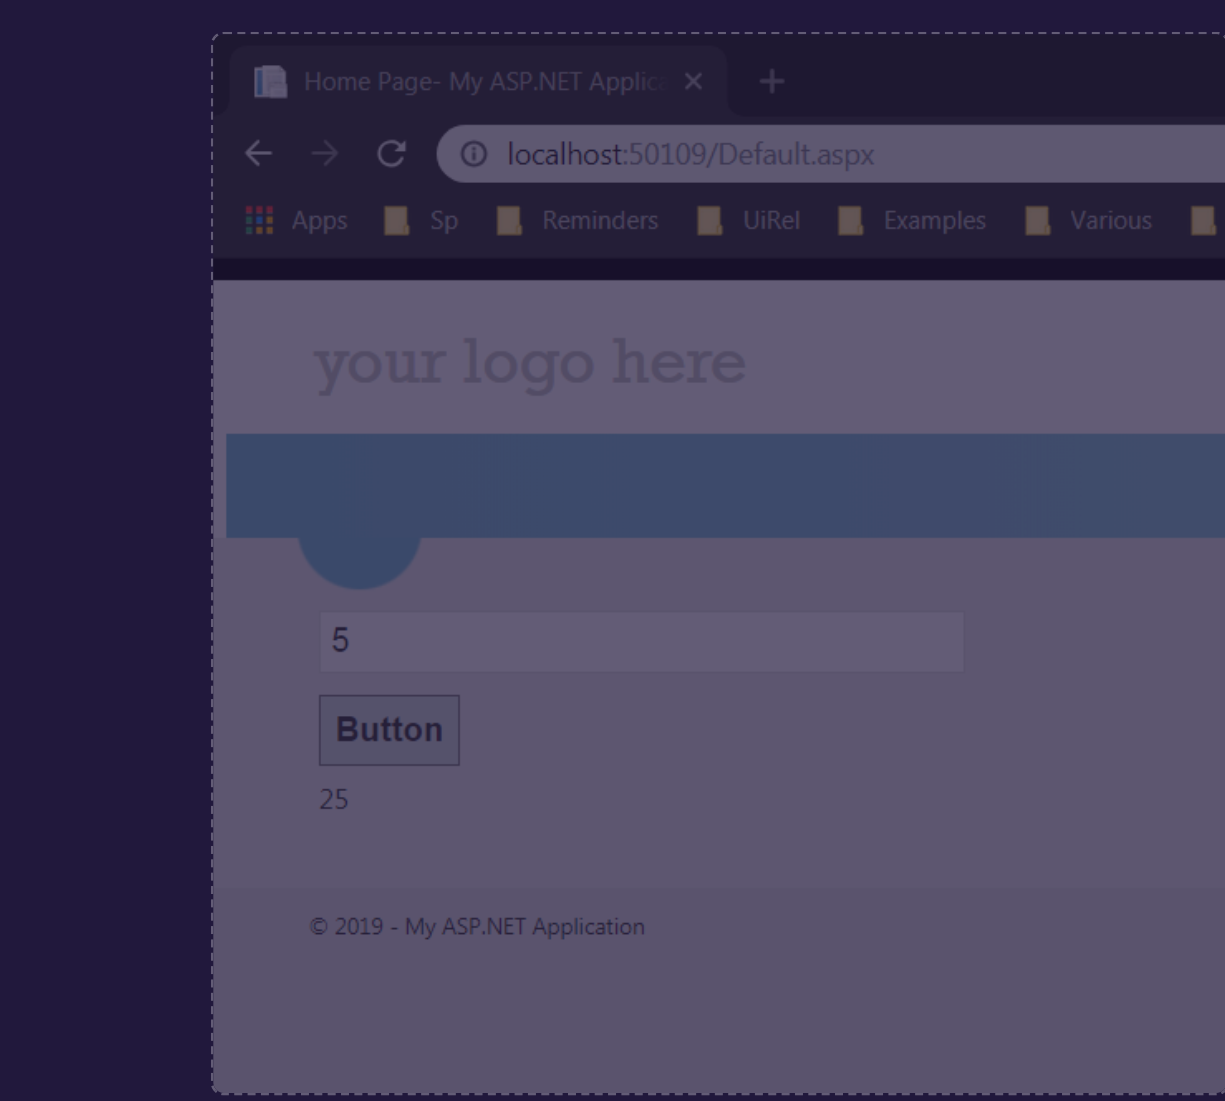 Home Page- My ASP.NET Applic
localhost:50109/Default.aspx
Apps Sp Reminders UiRel Examples Various
your logo here
5
Button
25
© 2019 - My ASP.NET Application